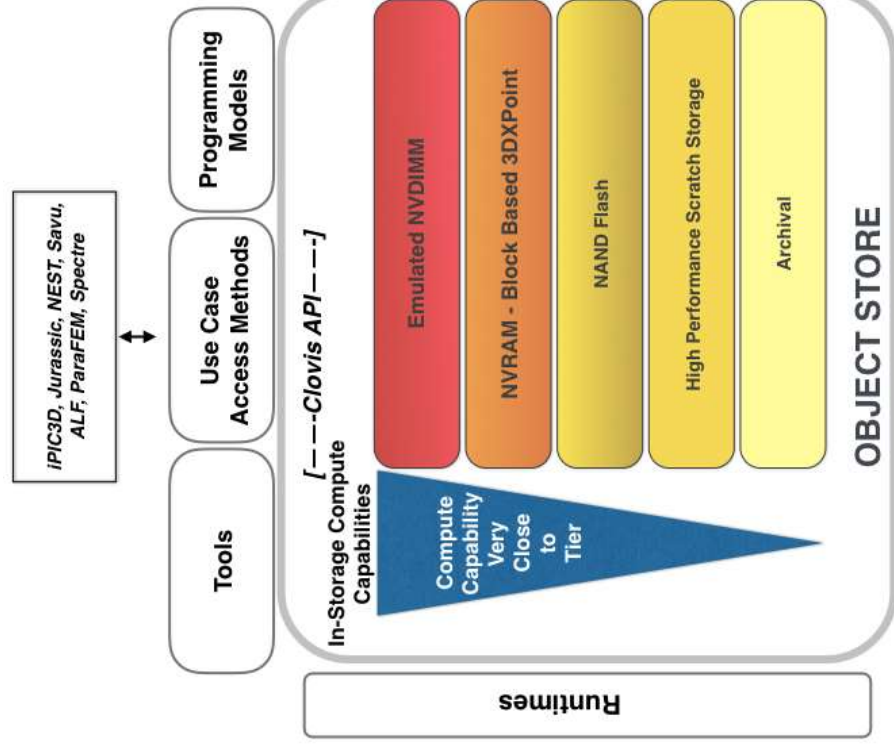 iPIC3D, Jurassic, NEST, Savu,
ALF, ParaFEM, Spectre
Tools
Use Case
Access Methods
Programming
Models
[---Clovis API---]
In-Storage Compute
Capabilities
Compute
Capability
Very
Close
to
Tier
Emulated NVDIMM
NVRAM - Block Based 3DXPoint
NAND Flash
High Performance Scratch Storage
Archival
OBJECT STORE
Runtimes